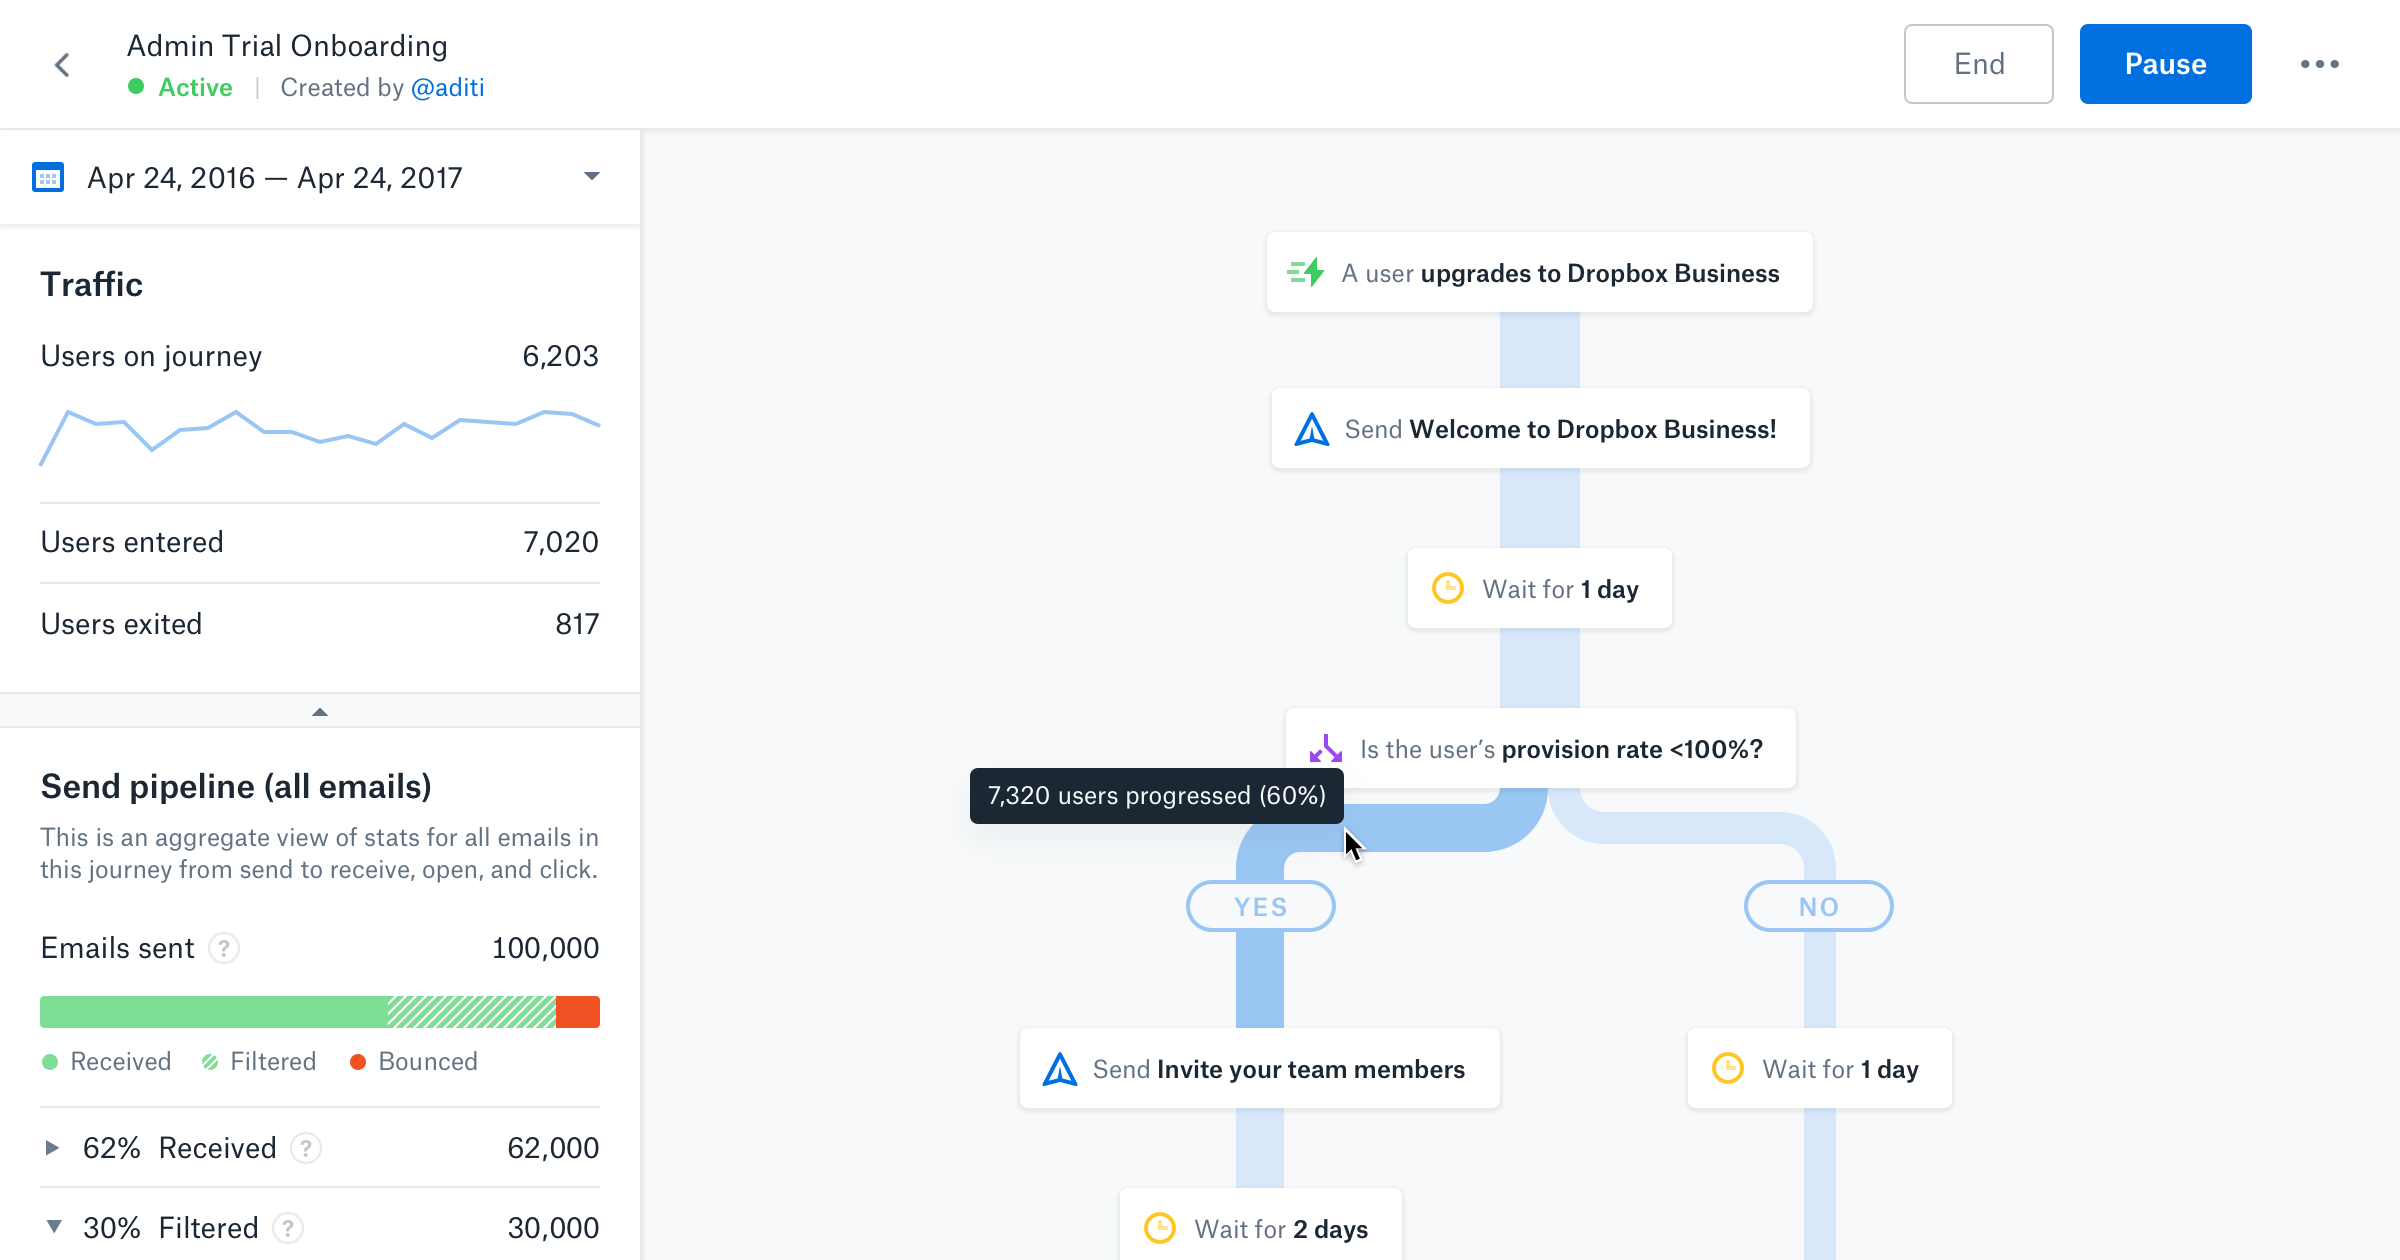 Admin Trial Onboarding
Active | Created by @aditi
End
Pause
Apr 24, 2016 — Apr 24, 2017
Traffic
Users on journey 6,203
Users entered 7,020
Users exited 817
Send pipeline (all emails)
This is an aggregate view of stats for all emails in
this journey from send to receive, open, and click.
Emails sent ? 100,000
Received Filtered Bounced
62% Received ? 62,000
30% Filtered ? 30,000
A user upgrades to Dropbox Business
Send Welcome to Dropbox Business!
Wait for 1 day
Is the user’s provision rate <100%?
7,320 users progressed (60%)
YES
NO
Send Invite your team members
Wait for 1 day
Wait for 2 days